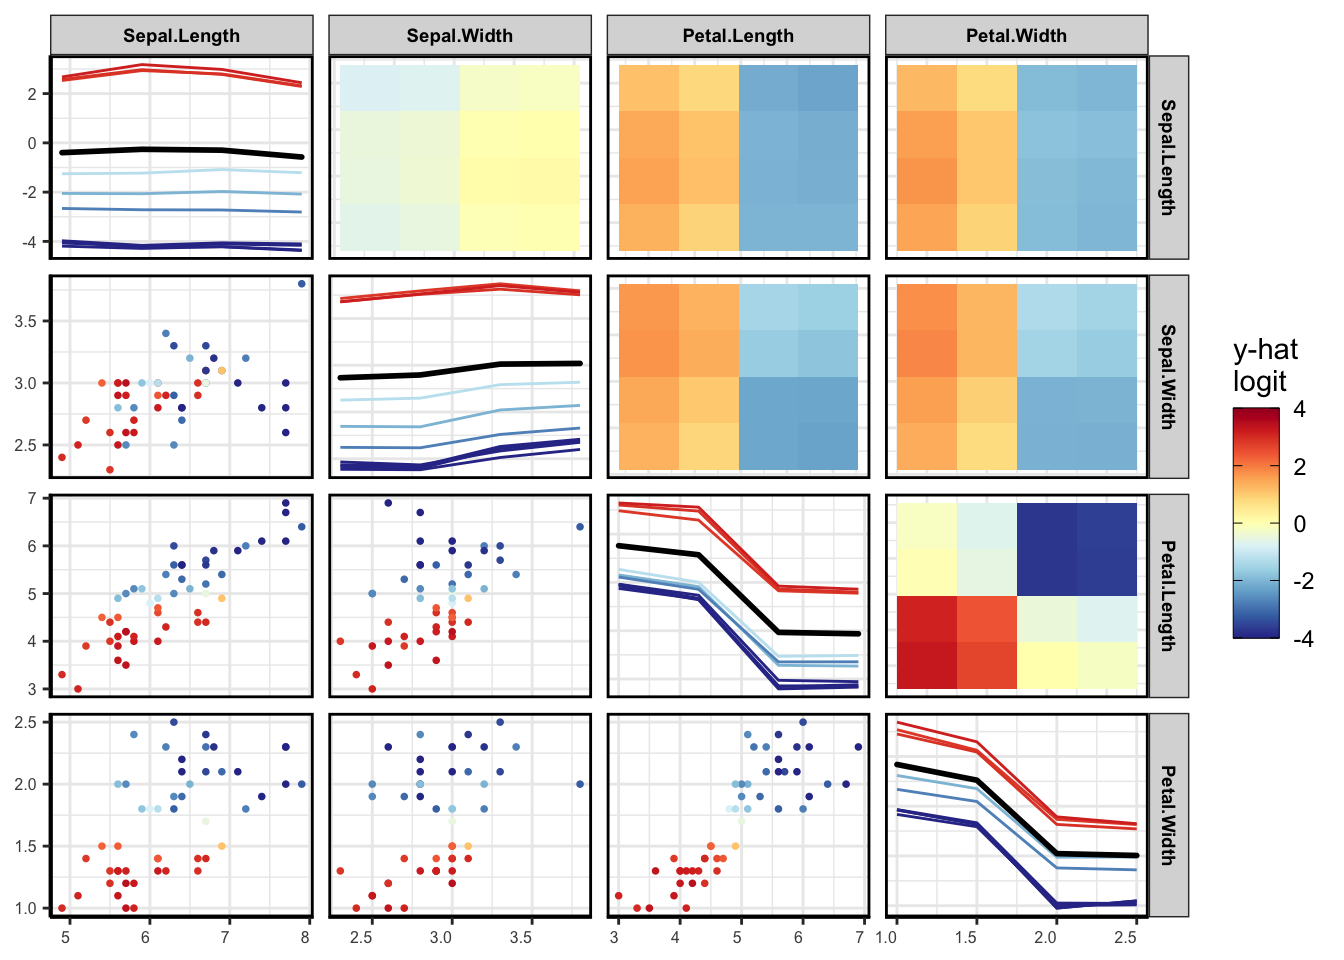 Sepal.Length
Sepal.Width
Petal.Length
Petal.Width
2
0
-2
-4
Sepal.Length
3.5
3.0
2.5
Sepal.Width
y-hat
logit
4
2
0
-2
-4
7
6
5
4
3
Petal.Length
2.5
2.0
1.5
1.0
Petal.Width
5 6 7 8
2.5 3.0 3.5
3 4 5 6 7
1.0 1.5 2.0 2.5